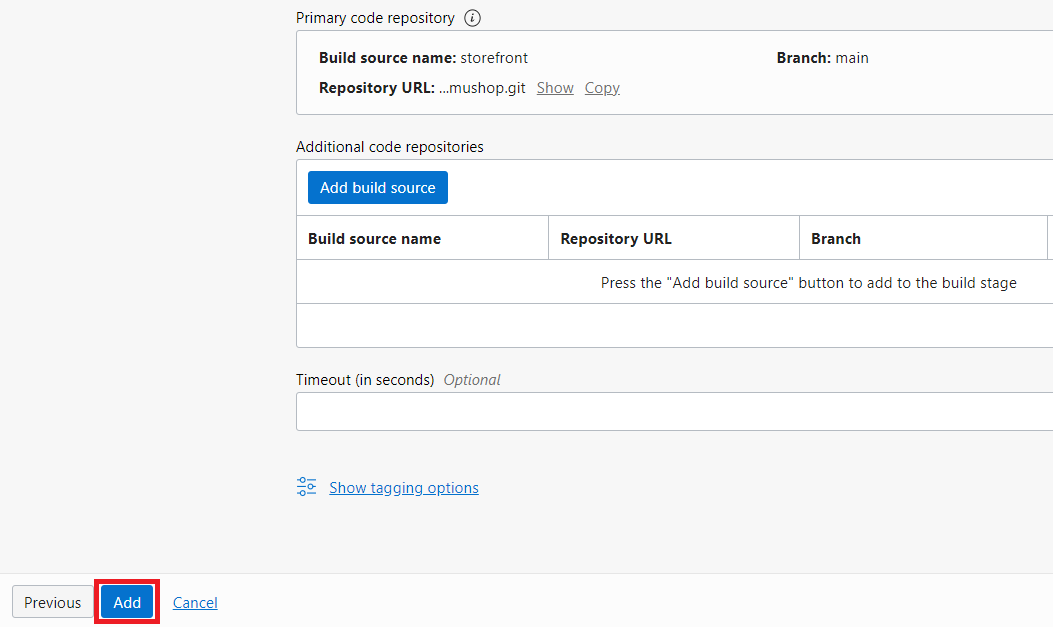 Primary code repository
Build source name: storefront Branch: main
Repository URL: ...mushop.git Show Copy
Additional code repositories
Add build source
Build source name Repository URL Branch
Press the "Add build source" button to add to the build stage
Timeout (in seconds) Optional
Show tagging options
Previous Add Cancel